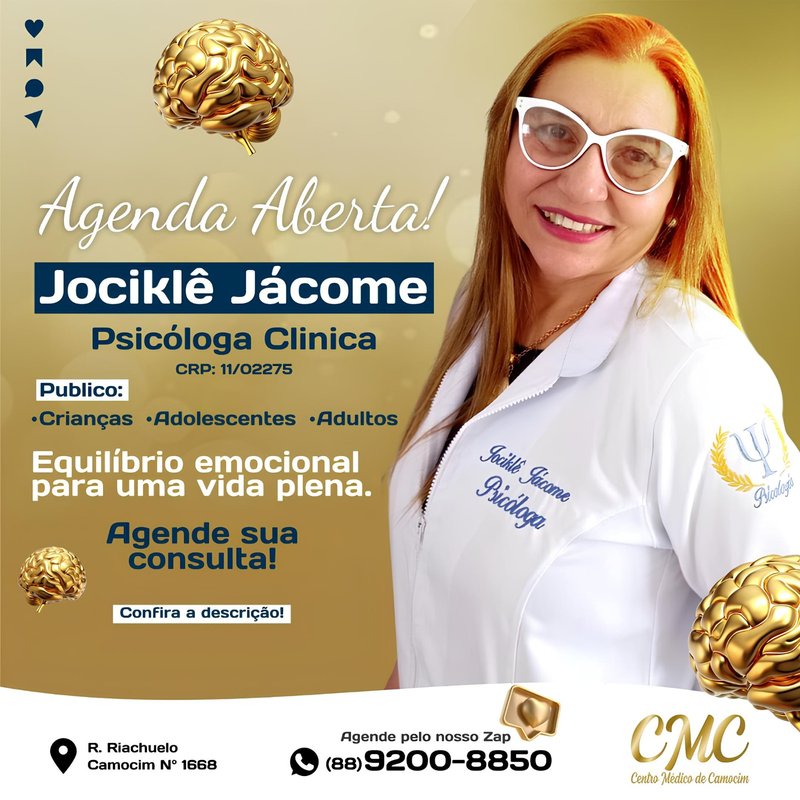 Agenda Aberta!
Jociklê Jácome
Psicóloga Clinica
CRP: 11/02275
Publico:
•Crianças •Adolescentes •Adultos
Equilíbrio emocional
para uma vida plena.
Agende sua
consulta!
Confira a descrição!
Jociklê Jácome
Psicóloga
Psicologia
R. Riachuelo
Camocim Nº 1668
Agende pelo nosso Zap
(88)9200-8850
CMC
Centro Médico de Camocim